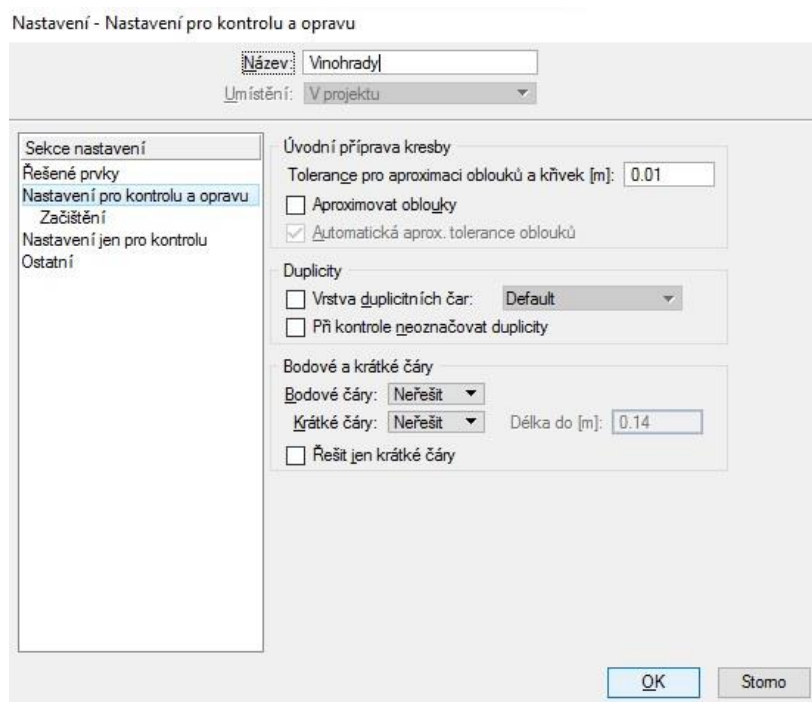 Nastavení - Nastavení pro kontrolu a opravu
Název: Vinohrady
Umístění: V projektu
Sekce nastavení
Řešené prvky
Nastavení pro kontrolu a opravu
Začištění
Nastavení jen pro kontrolu
Ostatní
Úvodní příprava kresby
Tolerance pro aproximaci oblouků a křivek [m]: 0.01
Aproximovat oblouky
Automatická aprox. tolerance oblouků
Duplicity
Vrstva duplicitních čar: Default
Při kontrole neoznačovat duplicity
Bodové a krátké čáry
Bodové čáry: Neřešit
Krátké čáry: Neřešit Délka do [m]: 0.14
Řešit jen krátké čáry
OK Storno